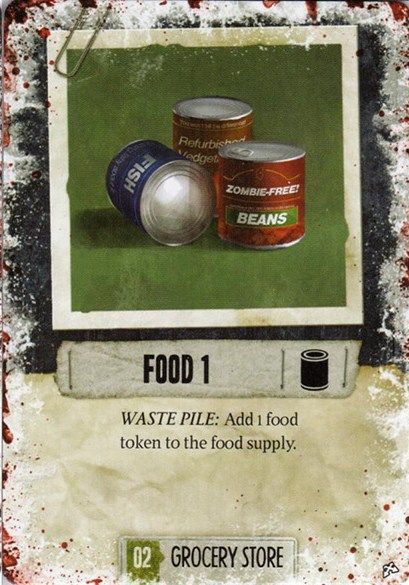 Refurbished
FISH
ZOMBIE-FREE!
BEANS
FOOD 1
WASTE PILE: Add 1 food
token to the food supply.
02 GROCERY STORE